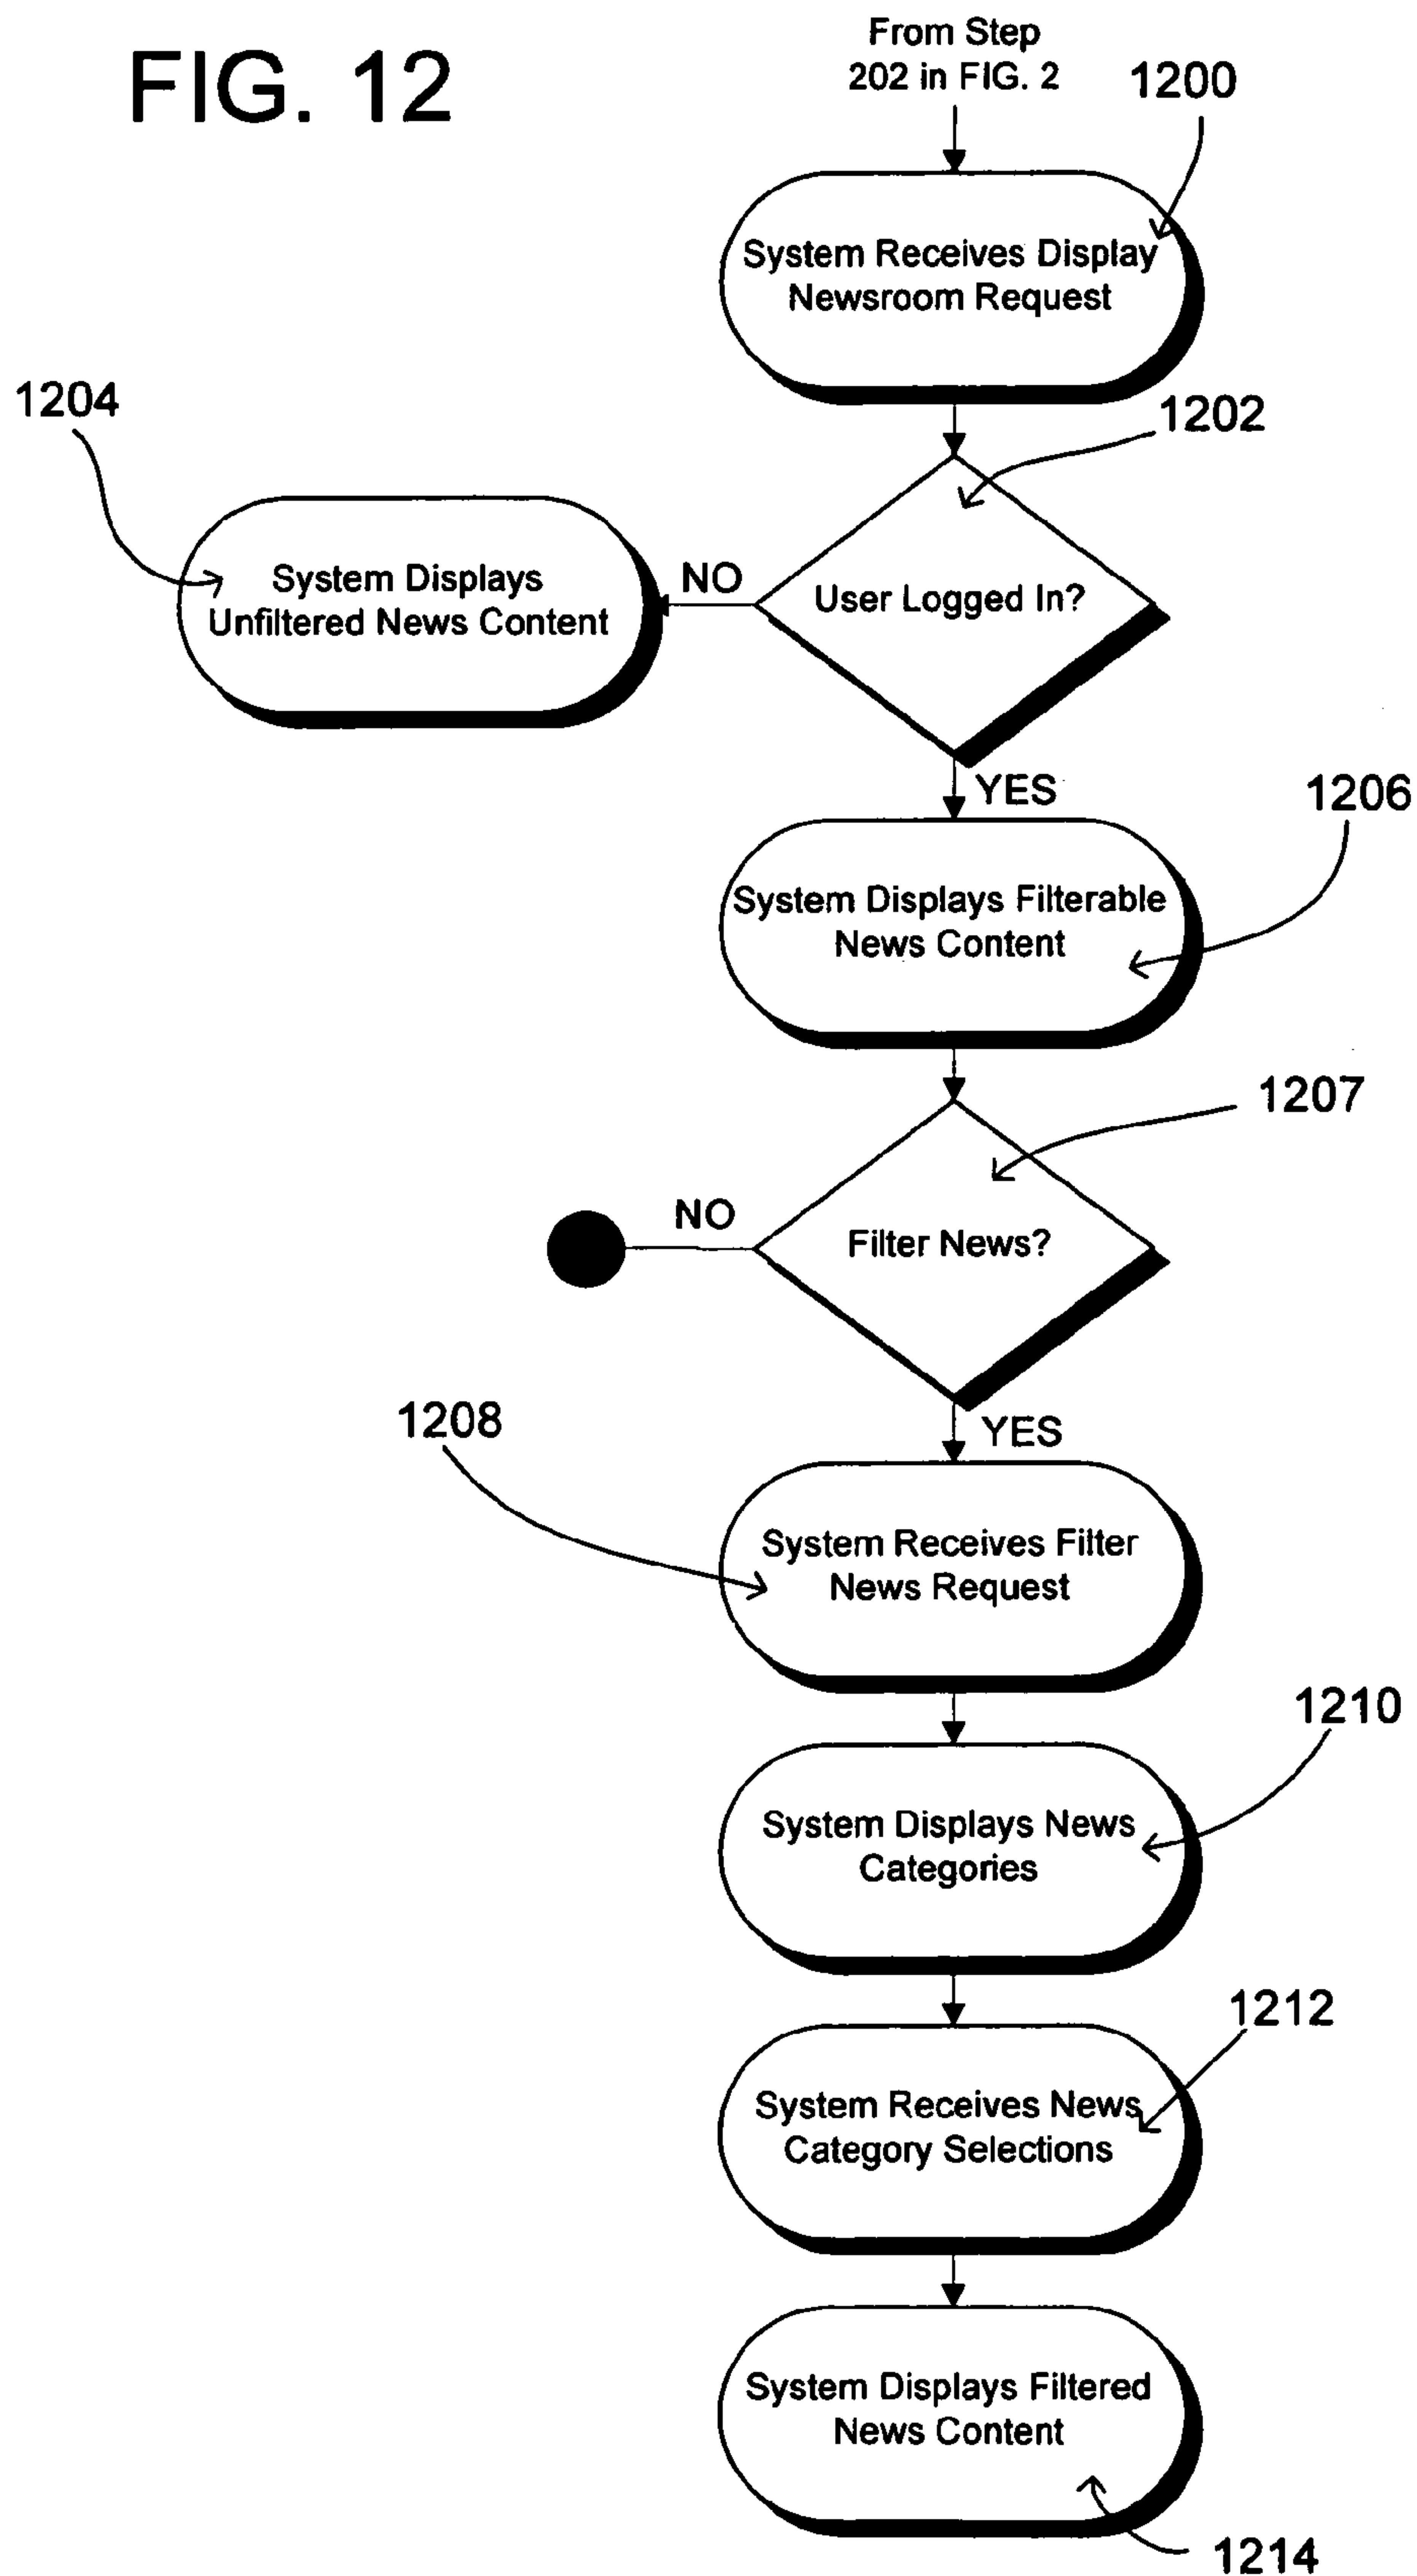 FIG. 12
From Step
202 in FIG. 2
1200
System Receives Display
Newsroom Request
1204
1202
System Displays
Unfiltered News Content
NO
User Logged In?
YES
1206
System Displays Filterable
News Content
1207
NO
Filter News?
1208
YES
System Receives Filter
News Request
1210
System Displays News
Categories
1212
System Receives News
Category Selections
System Displays Filtered
News Content
1214